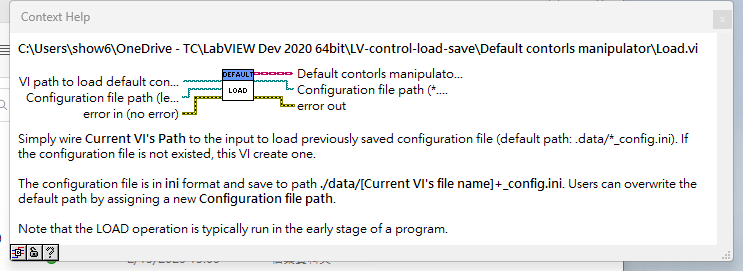 Context Help
x
C:\Users\show6\OneDrive - TC\LabVIEW Dev 2020 64bit\LV-control-load-save\Default contorls manipulator\Load.vi
VI path to load default con...
Configuration file path (le...
error in (no error)
DEFAULT
LOAD
Default contorls manipulato...
Configuration file path (*....
error out
Simply wire Current VI's Path to the input to load previously saved configuration file (default path: .data/*_config.ini). If
the configuration file is not existed, this VI create one.
The configuration file is in ini format and save to path ./data/[Current VI's file name]+_config.ini. Users can overwrite the
default path by assigning a new Configuration file path.
Note that the LOAD operation is typically run in the early stage of a program.
?